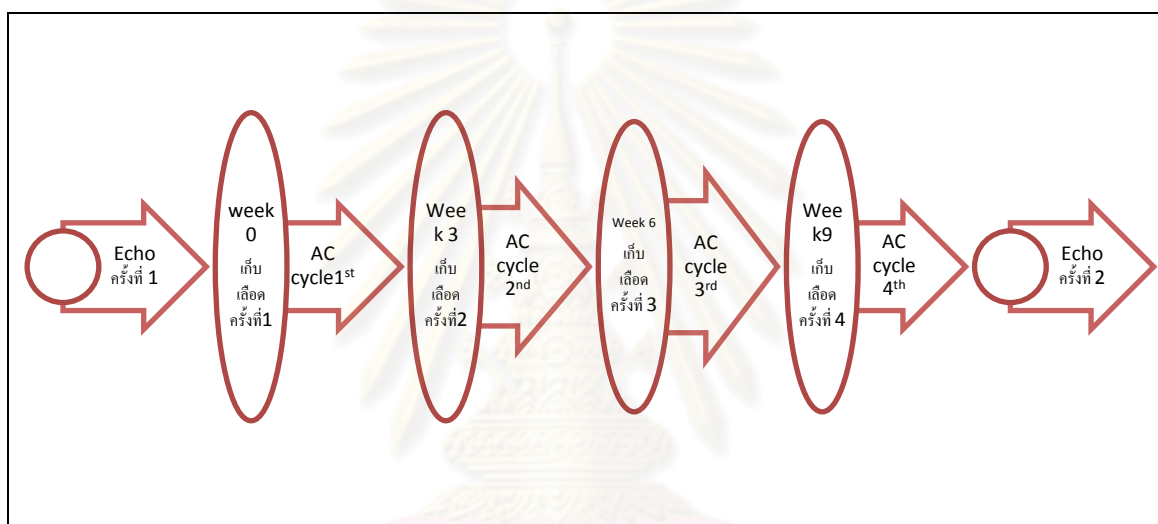 Echo
ครั้งที่ 1
week
0
เก็บ
เลือด
ครั้งที่1
AC
cycle1st
Wee
k 3
เก็บ
เลือด
ครั้งที่2
AC
cycle
2nd
Week 6
เก็บ
เลือด
ครั้งที่ 3
AC
cycle
3rd
Wee
k9
เก็บ
เลือด
ครั้งที่ 4
AC
cycle
4th
Echo
ครั้งที่ 2